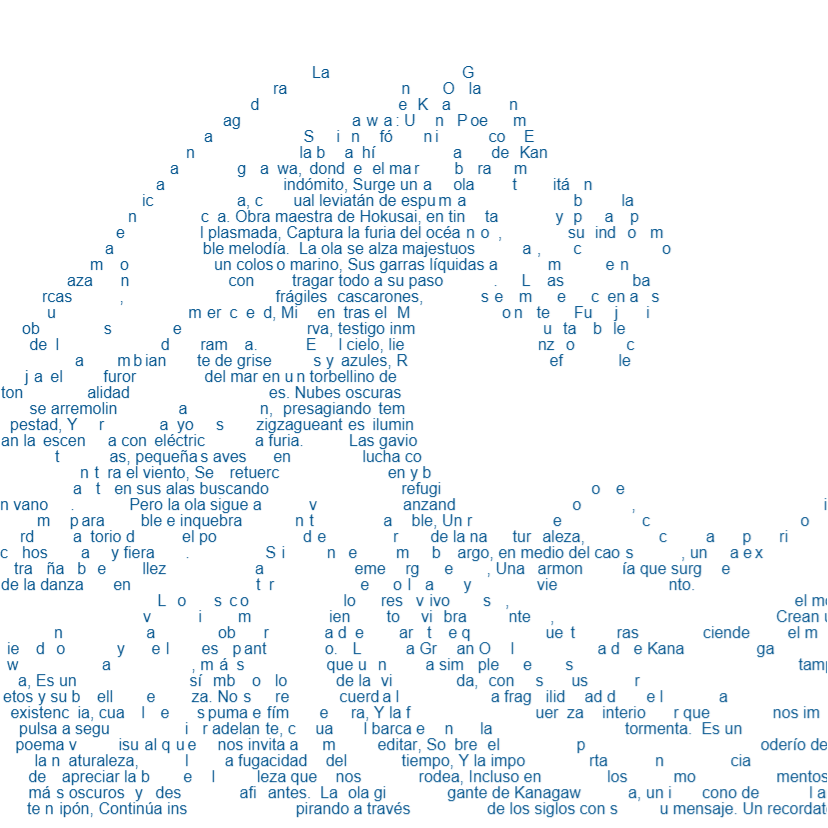 La G
ra n O la
d e K a n
ag a w a : U n Poe m
a S i n fó n i co E
n la b a hí a de Kan
a g a wa, dond e el mar b ra m
a indómito, Surge un a ola t itá n
ic a, c ual leviatán de espum a b la
n c a. Obra maestra de Hokusai, en tin ta y p a p
e l plasmada, Captura la furia del océa n o , su ind o m
a ble melodía. La ola se alza majestuos a , c o
m o un colos o marino, Sus garras líquidas a m e n
aza n con tragar todo a su paso . L as ba
rcas , frágiles cascarones, s e m e c en a s
u m er c e d, Mi en tras el M o n te Fu j i
ob s e rva, testigo inm u ta b le
de l d ram a. E l cielo, lie nz o c
a m bian te de grise s y azules, R ef le
j a el furor del mar en u n torbellino de
ton alidad es. Nubes oscuras
se arremolin a n, presagiando tem
pestad, Y r a yo s zigzagueant es ilumin
an la escen a con eléctric a furia. Las gavio
t as, pequeña s aves en lucha co
n t ra el viento, Se retuerc en y b
a t en sus alas buscando refugi o e
n vano . Pero la ola sigue a v anzand o , i
m para ble e inquebra n t a ble, Un r e c o
rd a torio d el po d e r de la na tur aleza, c a p ri
c hos a y fiera . S i n e m b argo, en medio del cao s , un a e x
tra ña b e llez a eme rg e , Una armon ía que surg e
de la danza en t r e o l a y vie nto.
L o s c o lo res v ivo s , el mo
v i m ien to vi bra nte , Crean u
n a ob r a d e ar t e q ue t ras ciende el m
ie d o y e l es pant o. L a Gr an O l a d e Kana ga
w a , m á s que u n a sim ple e s tamp
a, Es un sí mb o lo de la vi da, con s us r
etos y su b ell e za. No s re cuerd a l a frag ilid ad d e l a
existenc ia, cua l e s puma e fím e ra, Y la f uer za interio r que nos im
pulsa a segu i r adelan te, c ua l barca e n la tormenta. Es un
poema v isu al q u e nos invita a m editar, So bre el p oderío de
la n aturaleza, l a fugacidad del tiempo, Y la impo rta n cia
de apreciar la b e l leza que nos rodea, Incluso en los mo mentos
má s oscuros y des afi antes. La ola gi gante de Kanagaw a, un i cono de l a
te n ipón, Continúa ins pirando a través de los siglos con s u mensaje. Un recordat